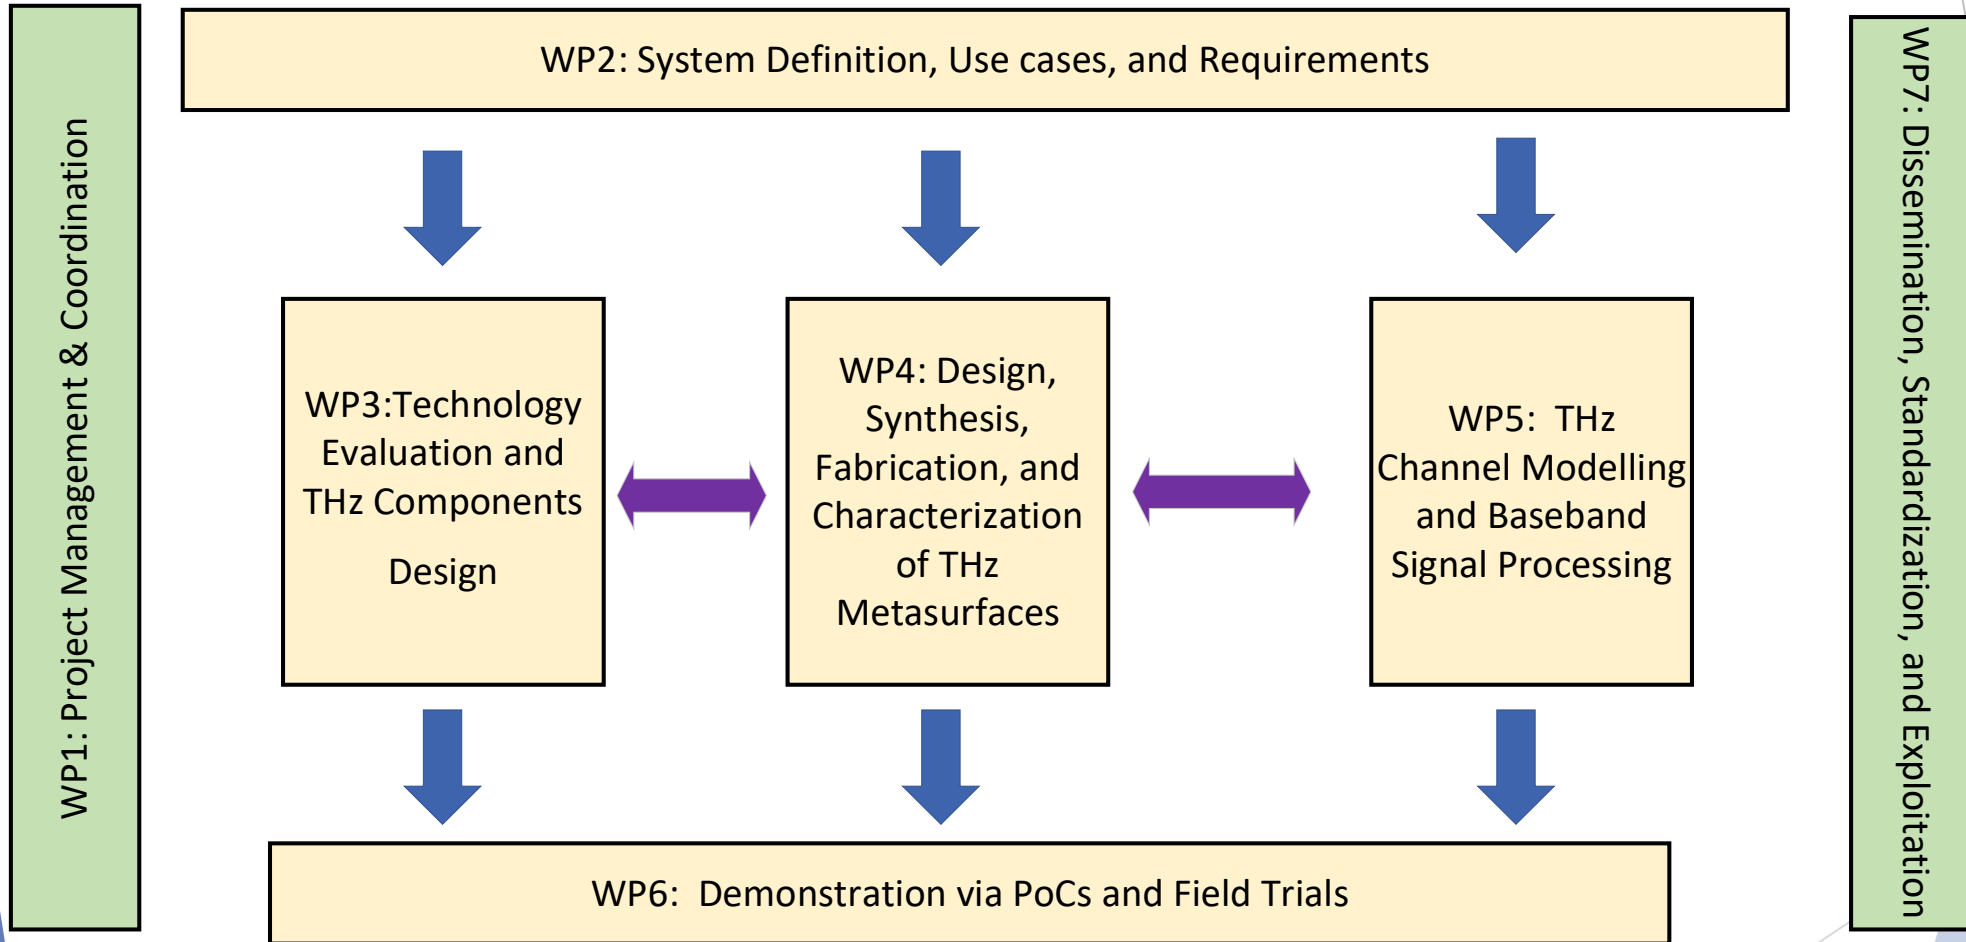 WP1: Project Management & Coordination
WP2: System Definition, Use cases, and Requirements
WP3:Technology
Evaluation and
THz Components
Design
WP4: Design,
Synthesis,
Fabrication, and
Characterization
of THz
Metasurfaces
WP5: THz
Channel Modelling
and Baseband
Signal Processing
WP6: Demonstration via PoCs and Field Trials
WP7: Dissemination, Standardization, and Exploitation